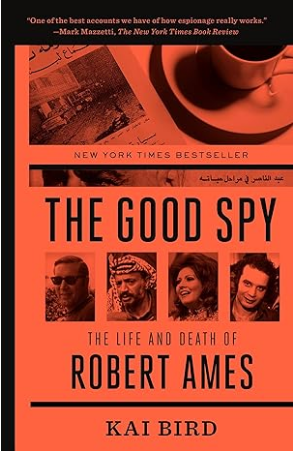 "One of the best accounts we have of how espionage really works."
—Mark Mazzetti, The New York Times Book Review
NEW YORK TIMES BESTSELLER
عبد الناصر في مراحل حياته
THE GOOD SPY
THE LIFE AND DEATH OF
ROBERT AMES
KAI BIRD